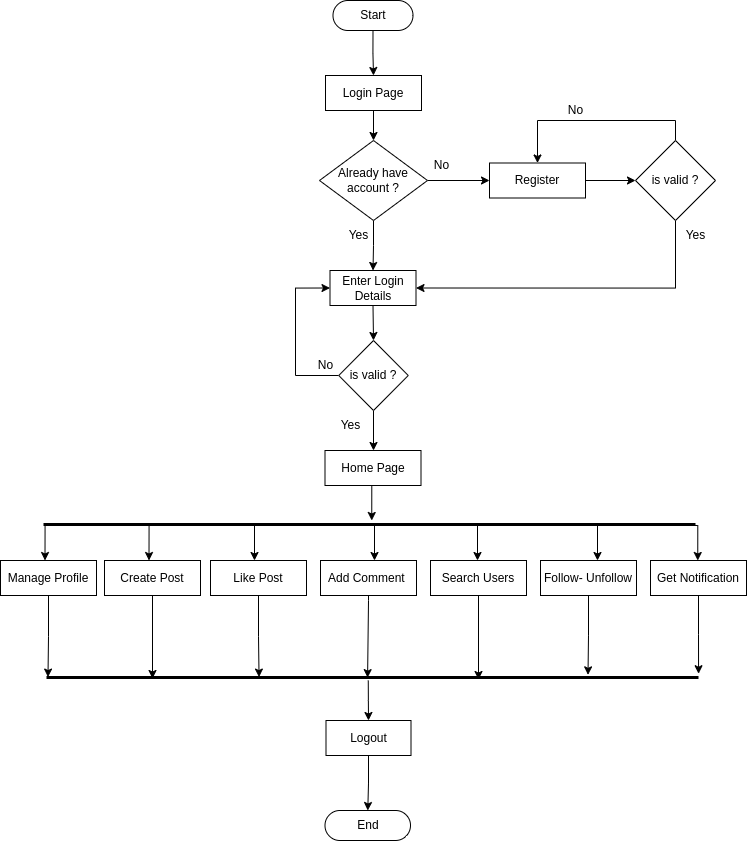 Start
Login Page
No
Already have
account ?
No
Register
is valid ?
Yes
Yes
Enter Login
Details
No
is valid ?
Yes
Home Page
Manage Profile
Create Post
Like Post
Add Comment
Search Users
Follow- Unfollow
Get Notification
Logout
End